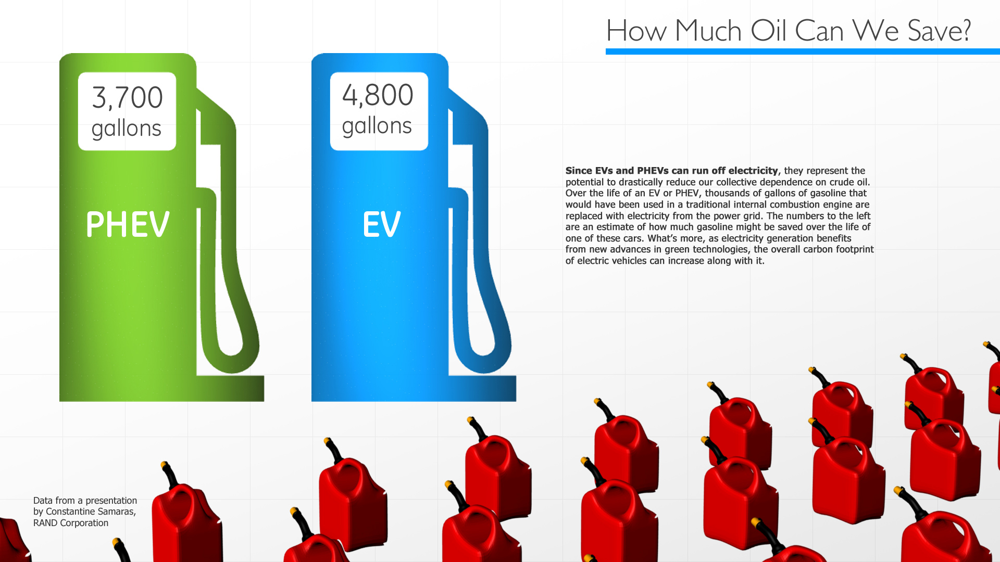 How Much Oil Can We Save?
3,700
gallons
PHEV
4,800
gallons
EV
Since EVs and PHEVs can run off electricity, they represent the
potential to drastically reduce our collective dependence on crude oil.
Over the life of an EV or PHEV, thousands of gallons of gasoline that
would have been used in a traditional internal combustion engine are
replaced with electricity from the power grid. The numbers to the left
are an estimate of how much gasoline might be saved over the life of
one of these cars. What's more, as electricity generation benefits
from new advances in green technologies, the overall carbon footprint
of electric vehicles can increase along with it.
Data from a presentation
by Constantine Samaras,
RAND Corporation